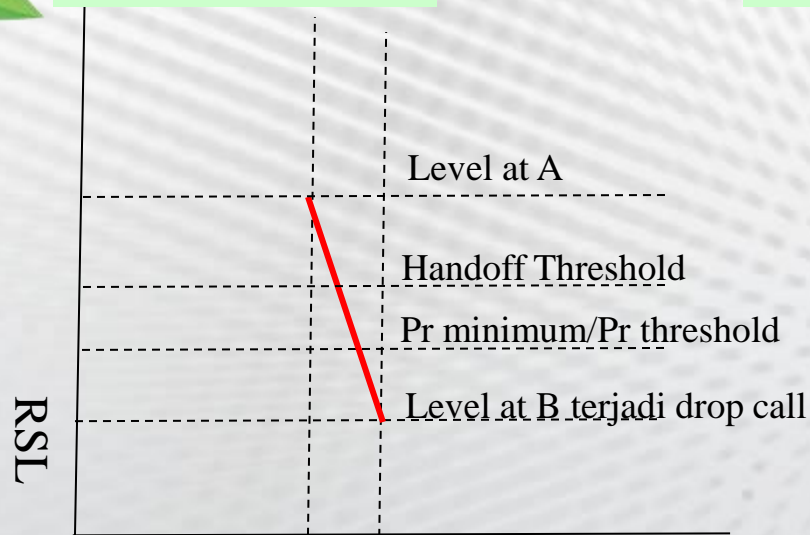 Level at A
Handoff Threshold
Pr minimum/Pr threshold
Level at B terjadi drop call
RSL